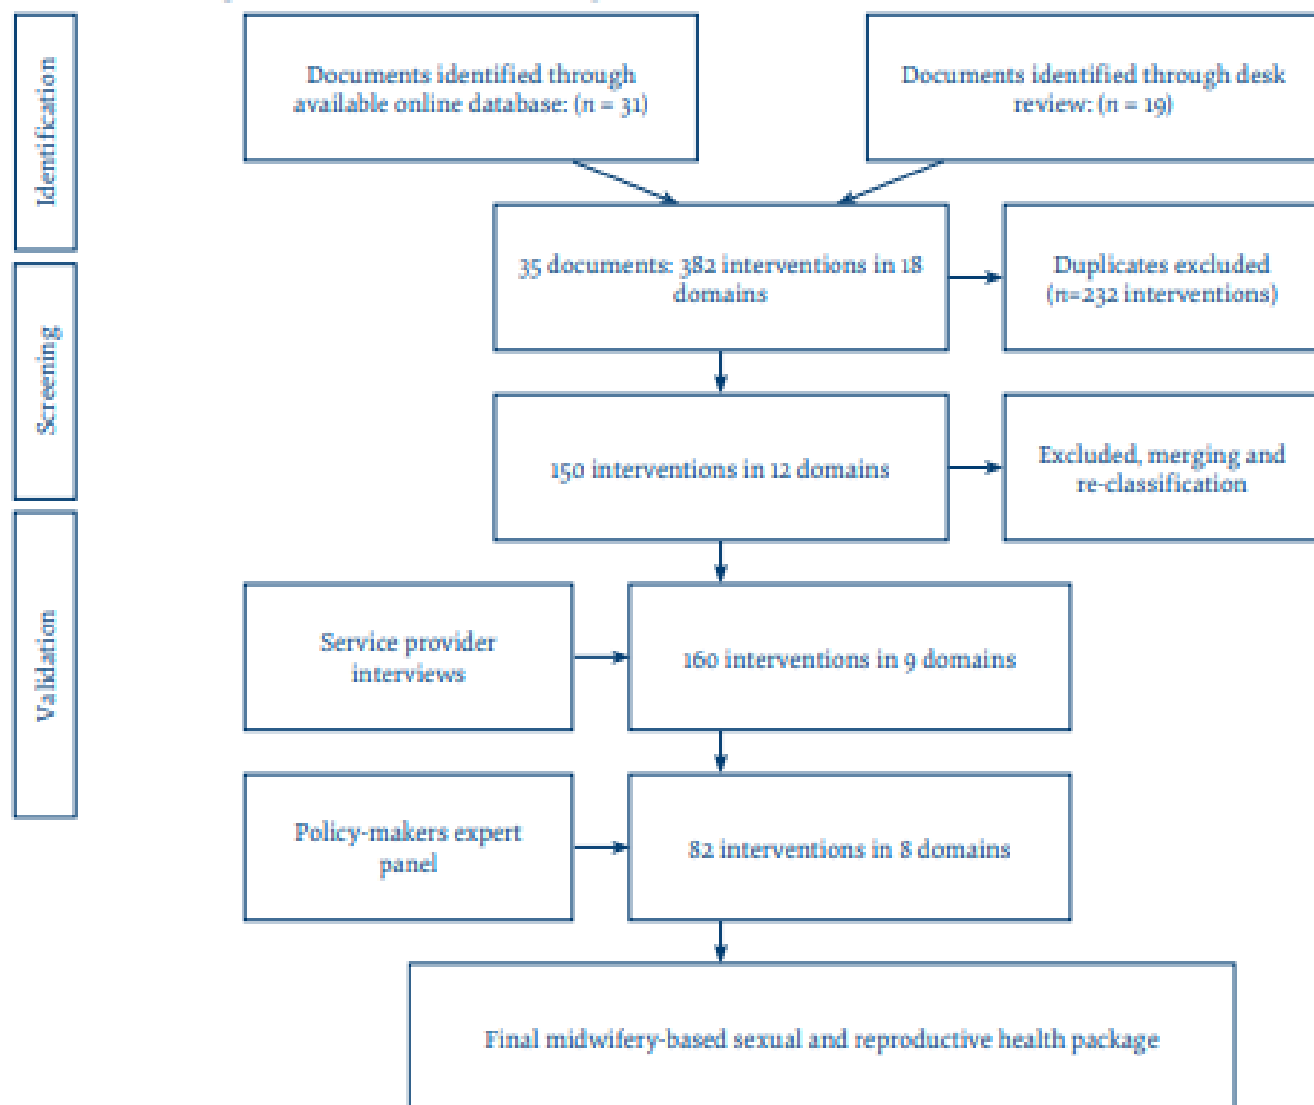 Identification
Documents identified through
available online database: (n = 31)
Documents identified through desk
review: (n = 19)
35 documents: 382 interventions in 18
domains
Duplicates excluded
(n=232 interventions)
Screening
150 interventions in 12 domains
Excluded, merging and
re-classification
Validation
Service provider
interviews
160 interventions in 9 domains
Policy-makers expert
panel
82 interventions in 8 domains
Final midwifery-based sexual and reproductive health package